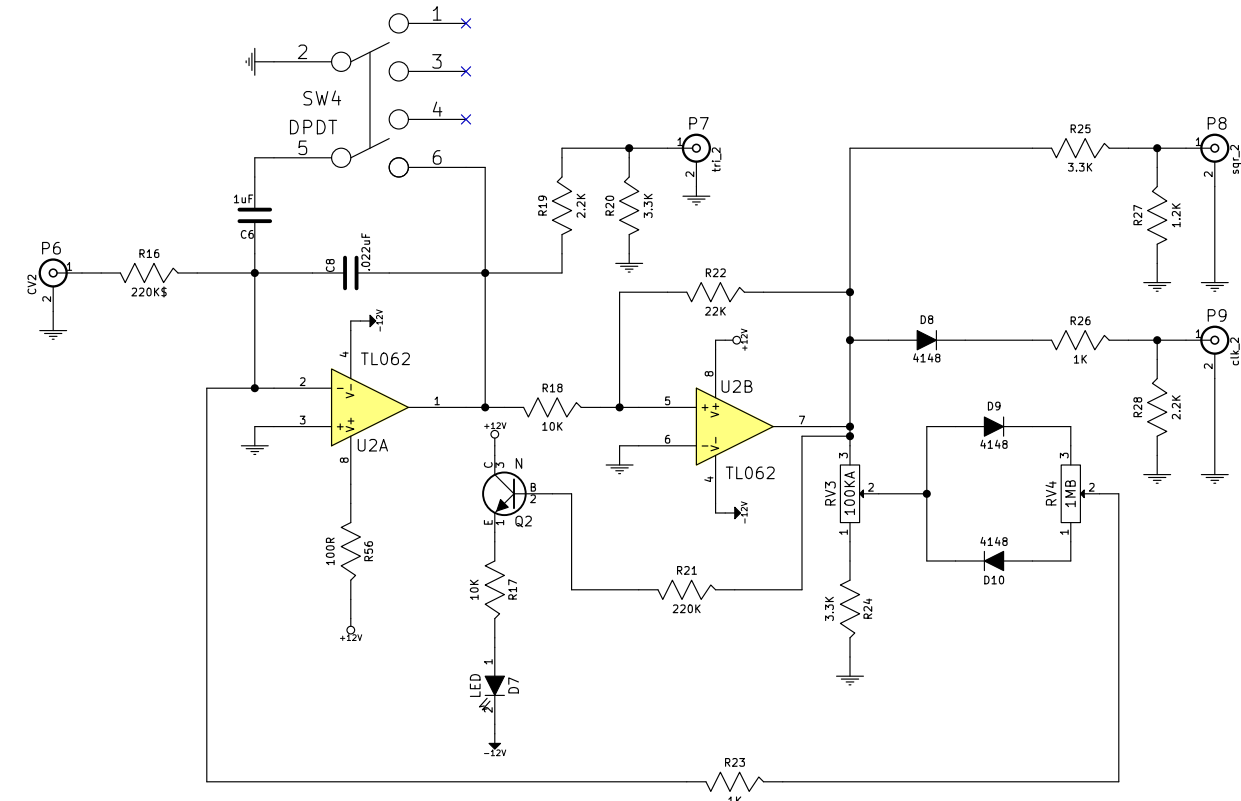 1
2
3
SW4
DPDT
4
5
6
1uF
C6
P7
1
tri_2
2
R19
2.2K
R20
3.3K
R25
3.3K
P8
1
sqr_2
2
R27
1.2K
P6
1
CV2
2
R16
220K$
C8
.022uF
R22
22K
D8
4148
R26
1K
P9
1
clk_2
2
R28
2.2K
-12V
4
TL062
2
V-
1
3
V+
U2A
8
100R
R56
+12V
R18
10K
+12V
8
U2B
5
V+
7
6
V-
TL062
4
-12V
+12V
C
3
N
B
2
E
1
Q2
10K
R17
1
LED
D7
2
-12V
R21
220K
3
RV3
100KA
2
1
3.3K
R24
D9
4148
4148
D10
3
RV4
1MB
2
1
R23
1K